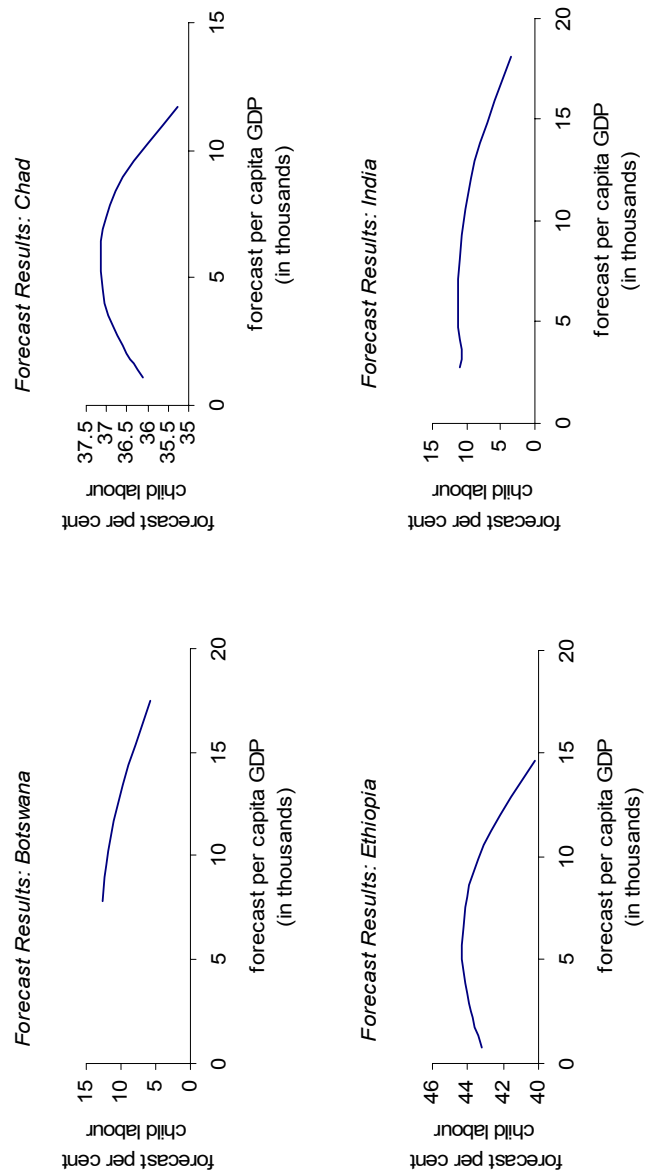 Forecast Results: Botswana
forecast per cent
child labour
15
10
5
0
0
5
10
15
20
forecast per capita GDP
(in thousands)
Forecast Results: Chad
forecast per cent
child labour
37.5
37
36.5
36
35.5
35
0
5
10
15
forecast per capita GDP
(in thousands)
Forecast Results: Ethiopia
forecast per cent
child labour
46
44
42
40
0
5
10
15
20
forecast per capita GDP
(in thousands)
Forecast Results: India
forecast per cent
child labour
15
10
5
0
0
5
10
15
20
forecast per capita GDP
(in thousands)